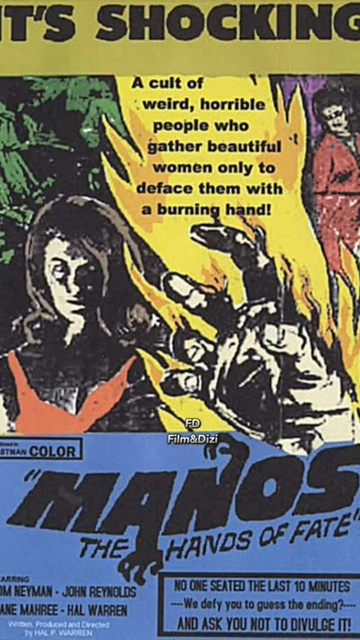 IT'S SHOCKING
A cult of
weird, horrible
people who
gather beautiful
women only to
deface them with
a burning hand!
FD
Film&Dizi
STMAN COLOR
"MANOS
THE HANDS OF FATE"
ARRING
OM NEYMAN - JOHN REYNOLDS
ANE MAHREE - HAL WARREN
Written, Produced and Directed
by HAL P. WARREN
NO ONE SEATED THE LAST 10 MINUTES
----We defy you to guess the ending?----
AND ASK YOU NOT TO DIVULGE IT!